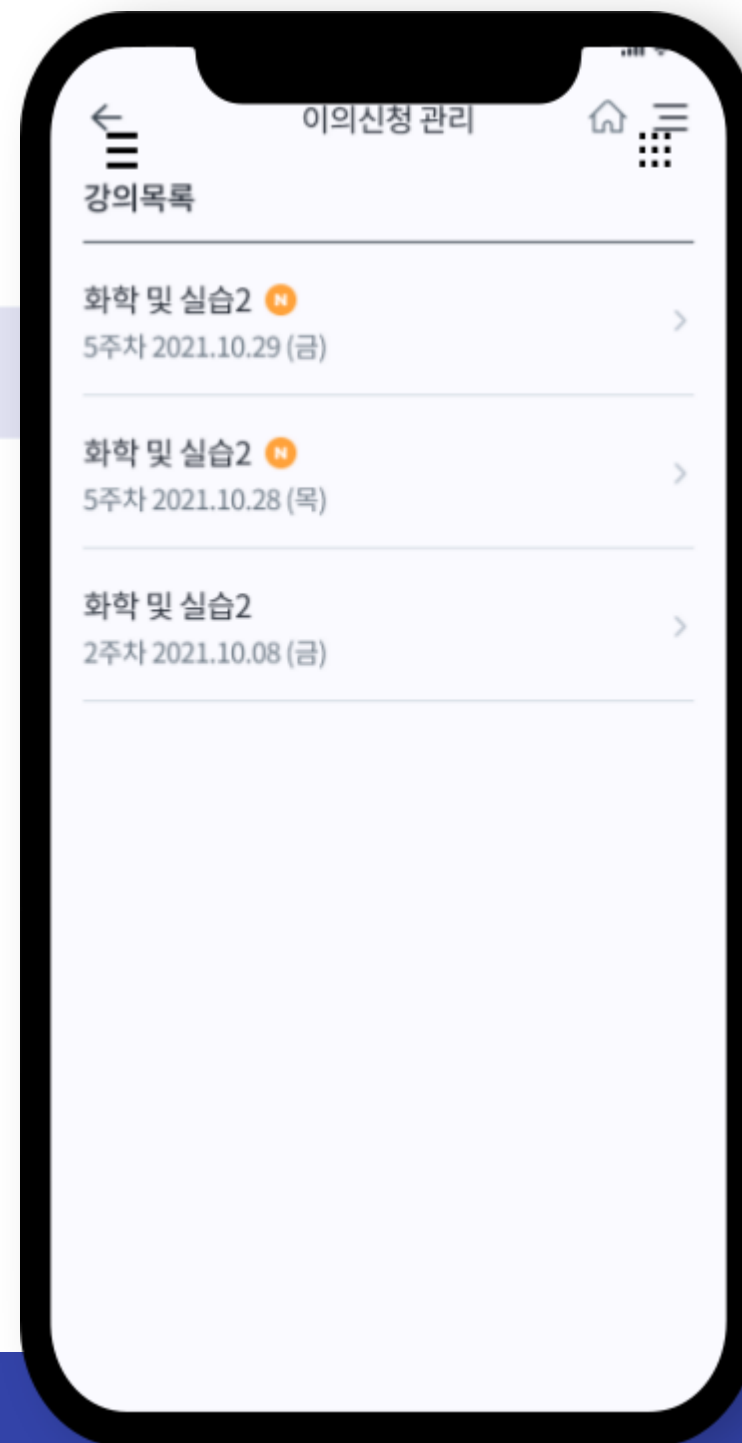 이의신청 관리
강의목록
화학 및 실습2 N
5주차 2021.10.29 (금)
화학 및 실습2 N
5주차 2021.10.28 (목)
화학 및 실습2
2주차 2021.10.08 (금)